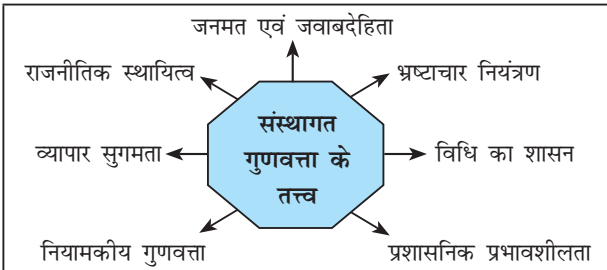 जनमत एवं जवाबदेहिता
राजनीतिक स्थायित्व
भ्रष्टाचार नियंत्रण
संस्थागत
गुणवत्ता के
तत्त्व
व्यापार सुगमता
विधि का शासन
नियामकीय गुणवत्ता
प्रशासनिक प्रभावशीलता